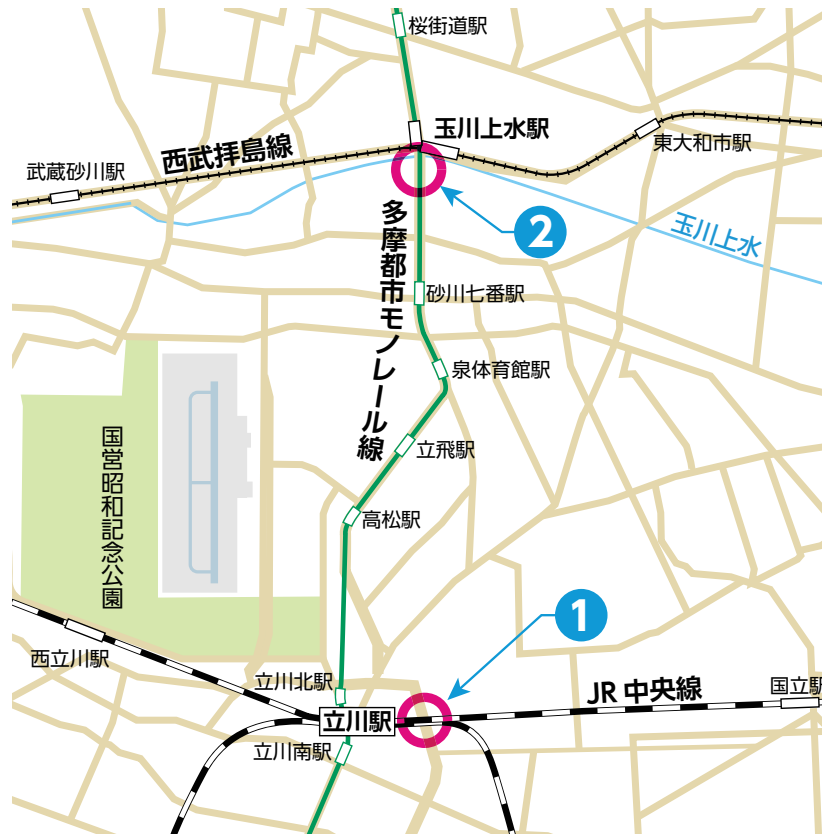 桜街道駅
玉川上水駅
東大和市駅
西武拝島線
武蔵砂川駅
玉川上水
2
多摩都市モノレール線
砂川七番駅
泉体育館駅
立飛駅
国営昭和記念公園
高松駅
1
西立川駅
立川北駅
JR 中央線
国立駅
立川駅
立川南駅